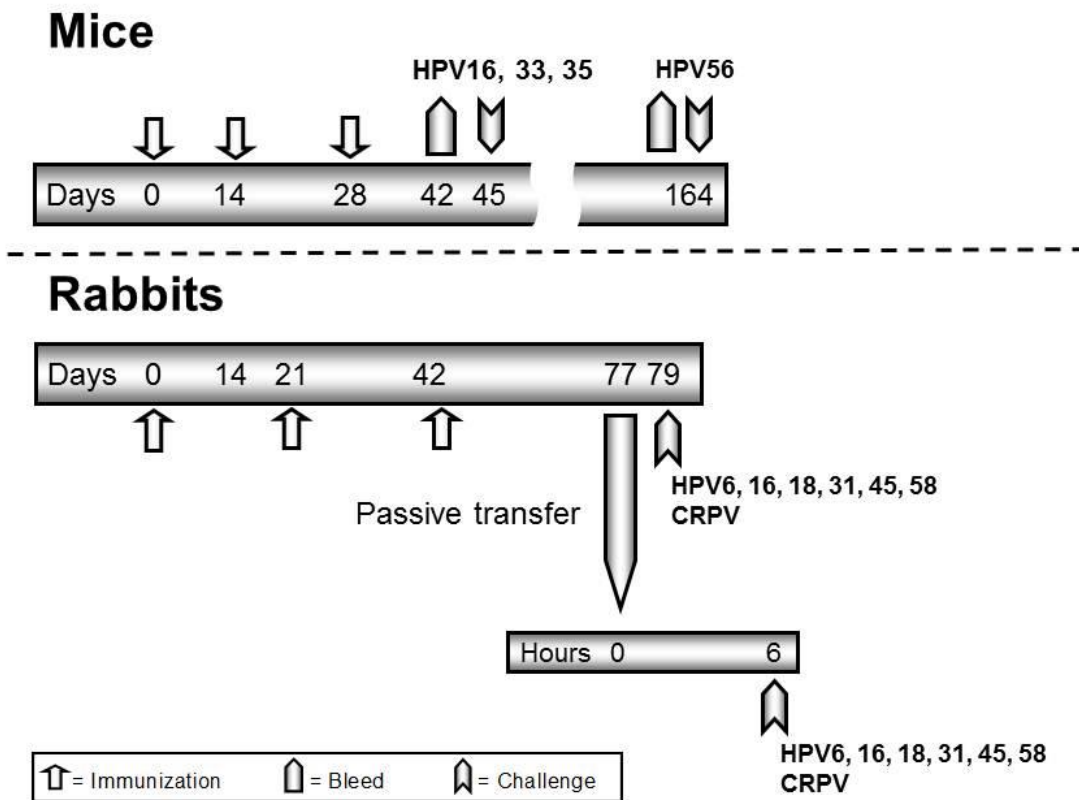 Mice
HPV16, 33, 35 HPV56
Days 0 14 28 42 45 164
Rabbits
Days 0 14 21 42 77 79
HPV6, 16, 18, 31, 45, 58
CRPV
Passive transfer
Hours 0 6
HPV6, 16, 18, 31, 45, 58
CRPV
= Immunization = Bleed = Challenge